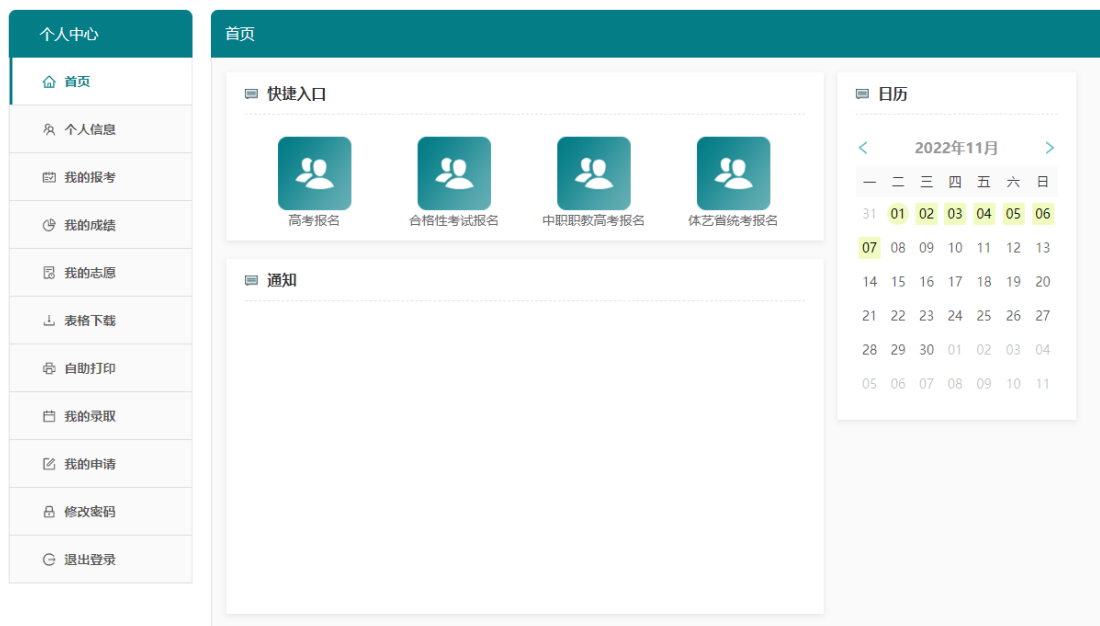 个人中心
首页
个人信息
我的报考
我的成绩
我的志愿
表格下载
自助打印
我的录取
我的申请
修改密码
退出登录
首页
快捷入口
高考报名 合格性考试报名 中职职教高考报名 体艺省统考报名
通知
日历
2022年11月
一 二 三 四 五 六 日
31 01 02 03 04 05 06
07 08 09 10 11 12 13
14 15 16 17 18 19 20
21 22 23 24 25 26 27
28 29 30 01 02 03 04
05 06 07 08 09 10 11